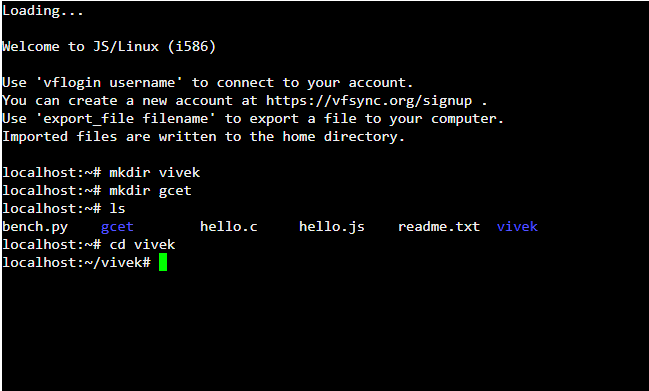 Loading...
Welcome to JS/Linux (i586)
Use 'vflogin username' to connect to your account.
You can create a new account at https://vfsync.org/signup .
Use 'export_file filename' to export a file to your computer.
Imported files are written to the home directory.
localhost:~# mkdir vivek
localhost:~# mkdir gcet
localhost:~# ls
bench.py    gcet        hello.c     hello.js    readme.txt  vivek
localhost:~# cd vivek
localhost:~/vivek#